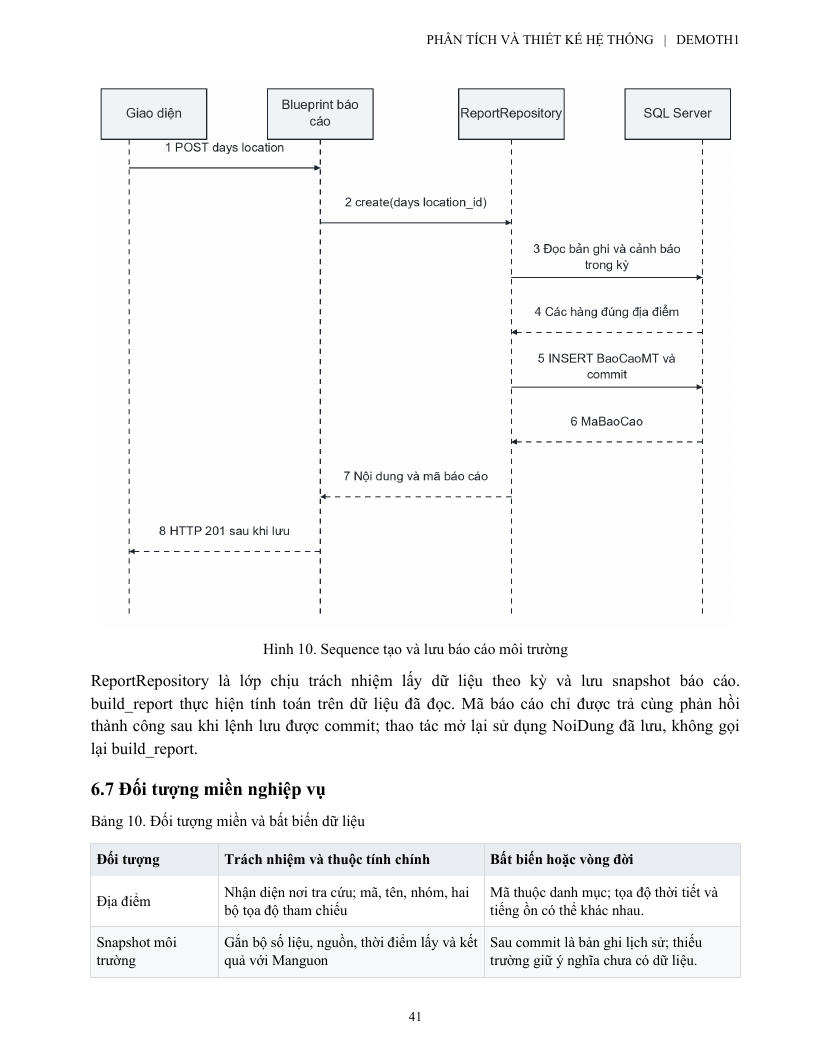 PHÂN TÍCH VÀ THIẾT KẾ HỆ THỐNG | DEMOTH1
Giao diện
Blueprint báo
cáo
ReportRepository
SQL Server
1 POST days location
2 create(days location_id)
3 Đọc bản ghi và cảnh báo
trong kỳ
4 Các hàng đúng địa điểm
5 INSERT BaoCaoMT và
commit
6 MaBaoCao
7 Nội dung và mã báo cáo
8 HTTP 201 sau khi lưu
Hình 10. Sequence tạo và lưu báo cáo môi trường
ReportRepository là lớp chịu trách nhiệm lấy dữ liệu theo kỳ và lưu snapshot báo cáo.
build_report thực hiện tính toán trên dữ liệu đã đọc. Mã báo cáo chỉ được trả cùng phản hồi
thành công sau khi lệnh lưu được commit; thao tác mở lại sử dụng NoiDung đã lưu, không gọi
lại build_report.
6.7 Đối tượng miền nghiệp vụ
Bảng 10. Đối tượng miền và bất biến dữ liệu
Đối tượng
Trách nhiệm và thuộc tính chính
Bất biến hoặc vòng đời
Địa điểm
Nhận diện nơi tra cứu; mã, tên, nhóm, hai
bộ tọa độ tham chiếu
Mã thuộc danh mục; tọa độ thời tiết và
tiếng ồn có thể khác nhau.
Snapshot môi
trường
Gắn bộ số liệu, nguồn, thời điểm lấy và kết
quả với Manguon
Sau commit là bản ghi lịch sử; thiếu
trường giữ ý nghĩa chưa có dữ liệu.
41